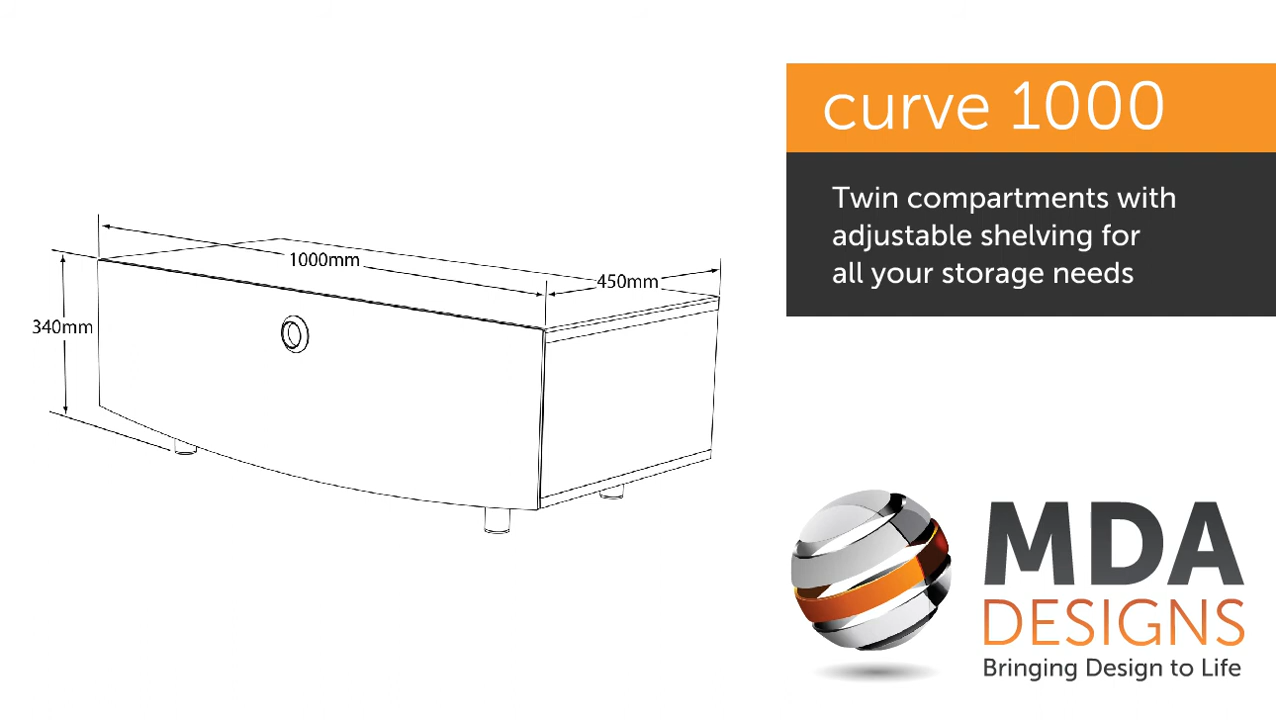 curve 1000
Twin compartments with
adjustable shelving for
all your storage needs
1000mm
450mm
340mm
MDA
DESIGNS
Bringing Design to Life